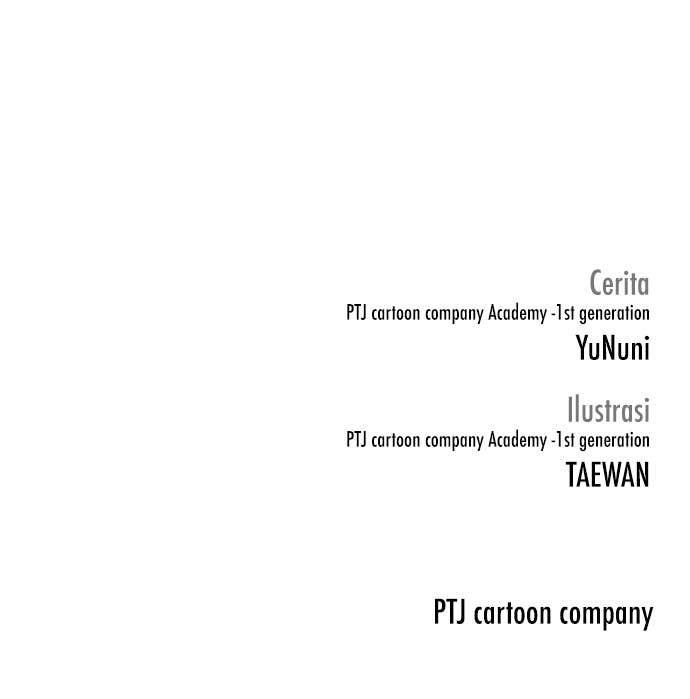 Cerita
PTJ cartoon company Academy -1st generation
YuNuni
Ilustrasi
PTJ cartoon company Academy -1st generation
TAEWAN
PTJ cartoon company